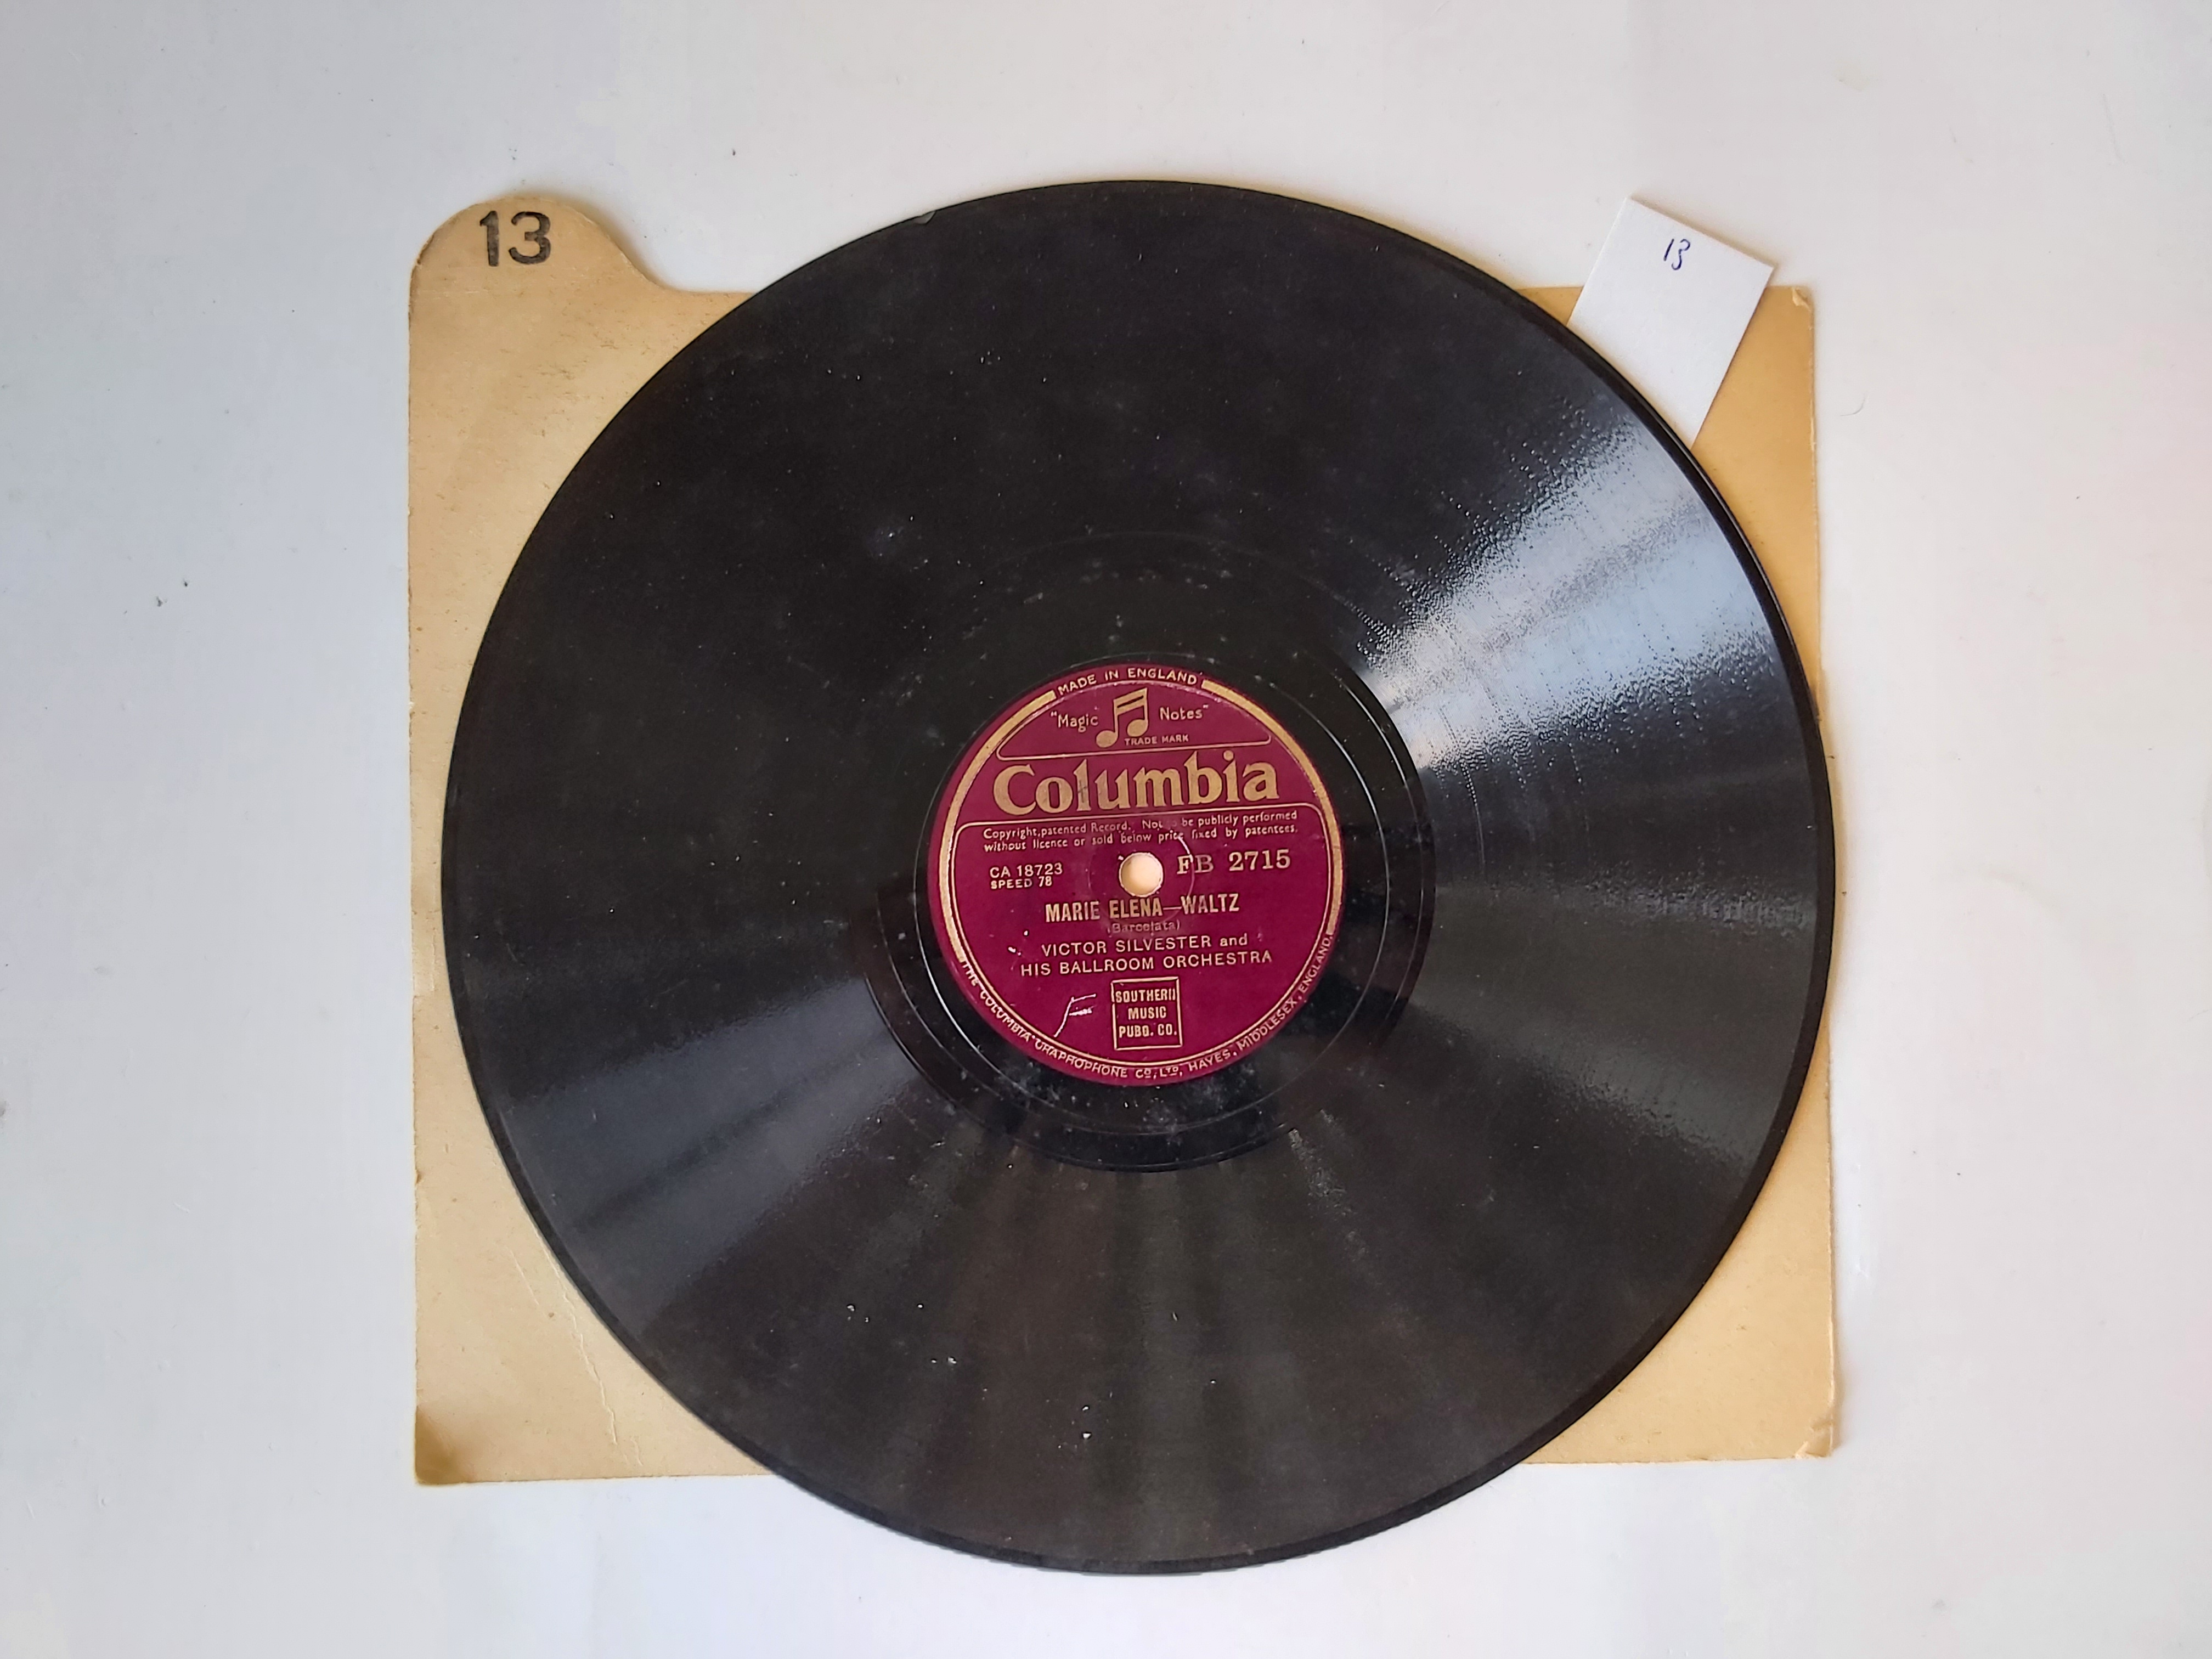 13
13
MADE IN ENGLAND
"Magic Notes"
TRADE MARK
Columbia
Copyright, patented Record. Not to be publicly performed
without licence or sold below price fixed by patentees.
CA 18723 FB 2715
SPEED 78
MARIE ELENA—WALTZ
(Barcelata)
VICTOR SILVESTER and
HIS BALLROOM ORCHESTRA
SOUTHERN
MUSIC
PUBG. CO.
THE COLUMBIA GRAPHOPHONE CO., LTD, HAYES, MIDDLESEX, ENGLAND.